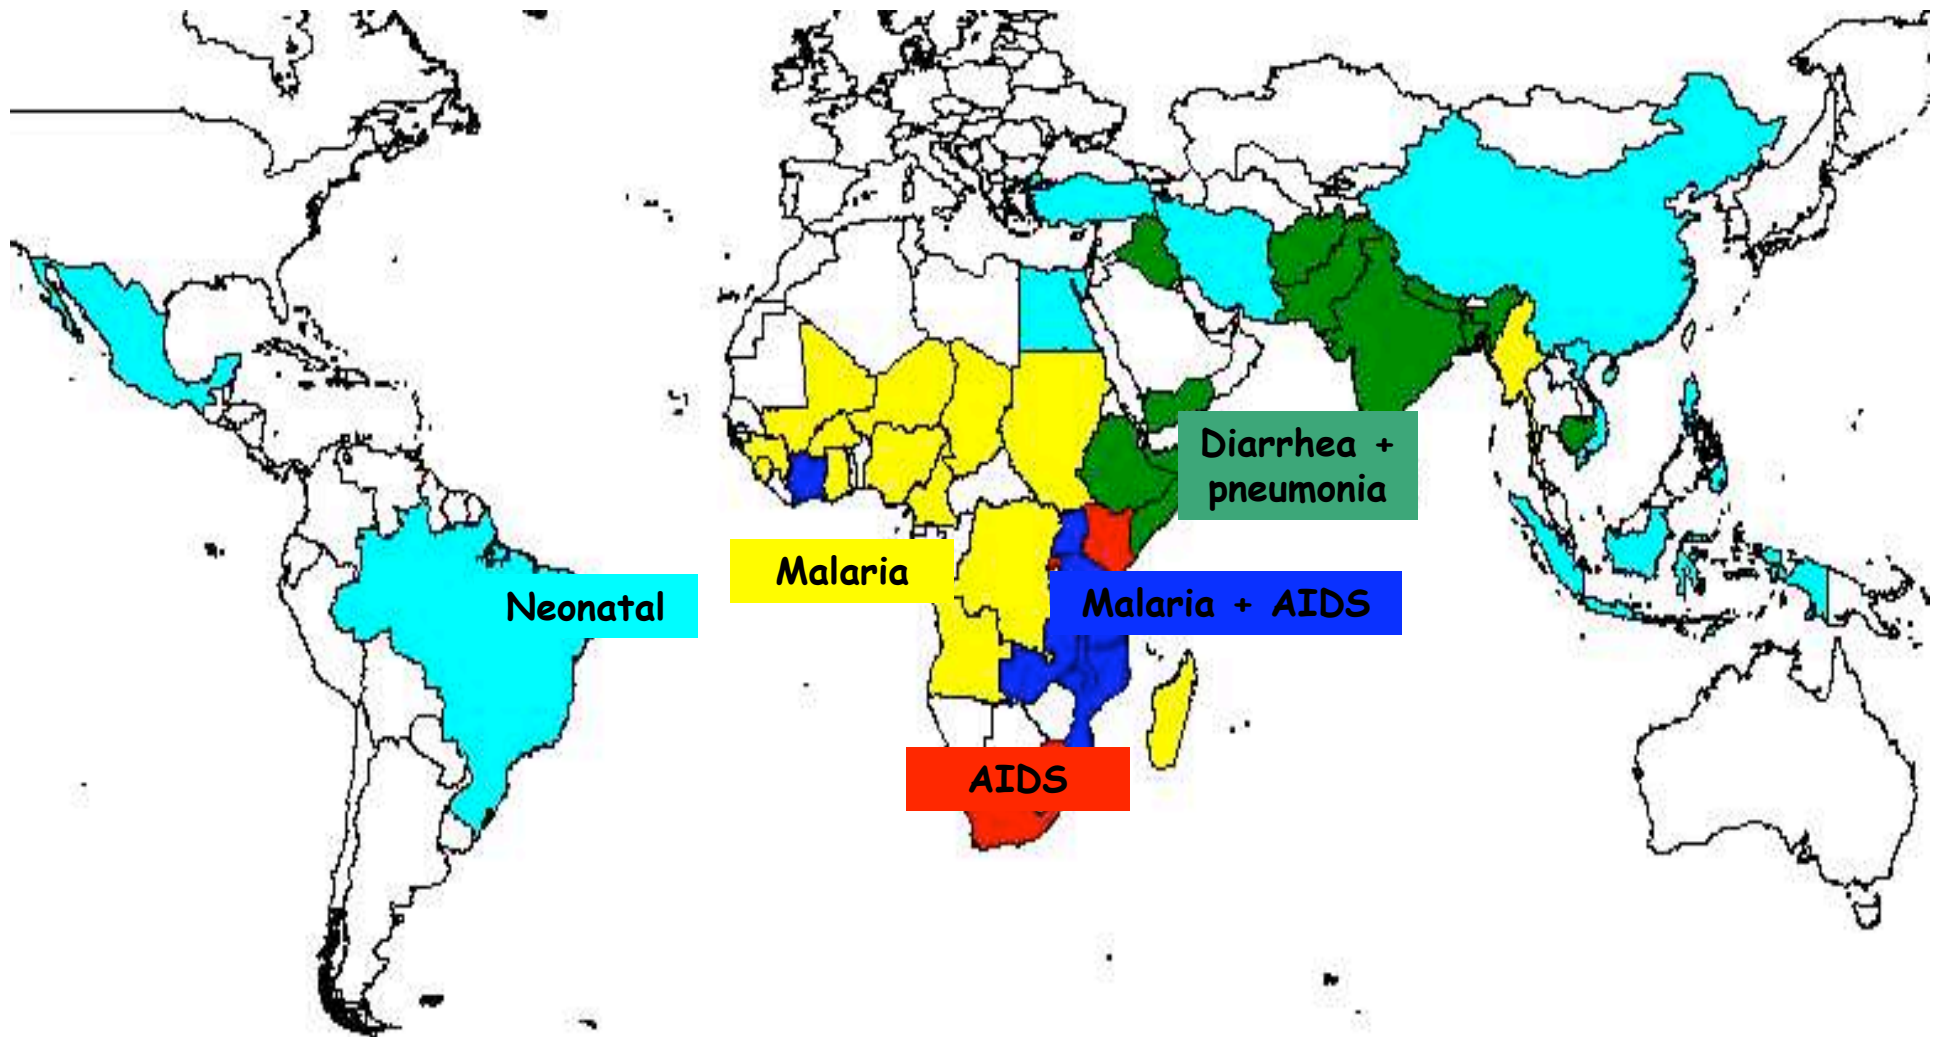 Diarrhea +
pneumonia
Malaria
Neonatal
Malaria + AIDS
AIDS